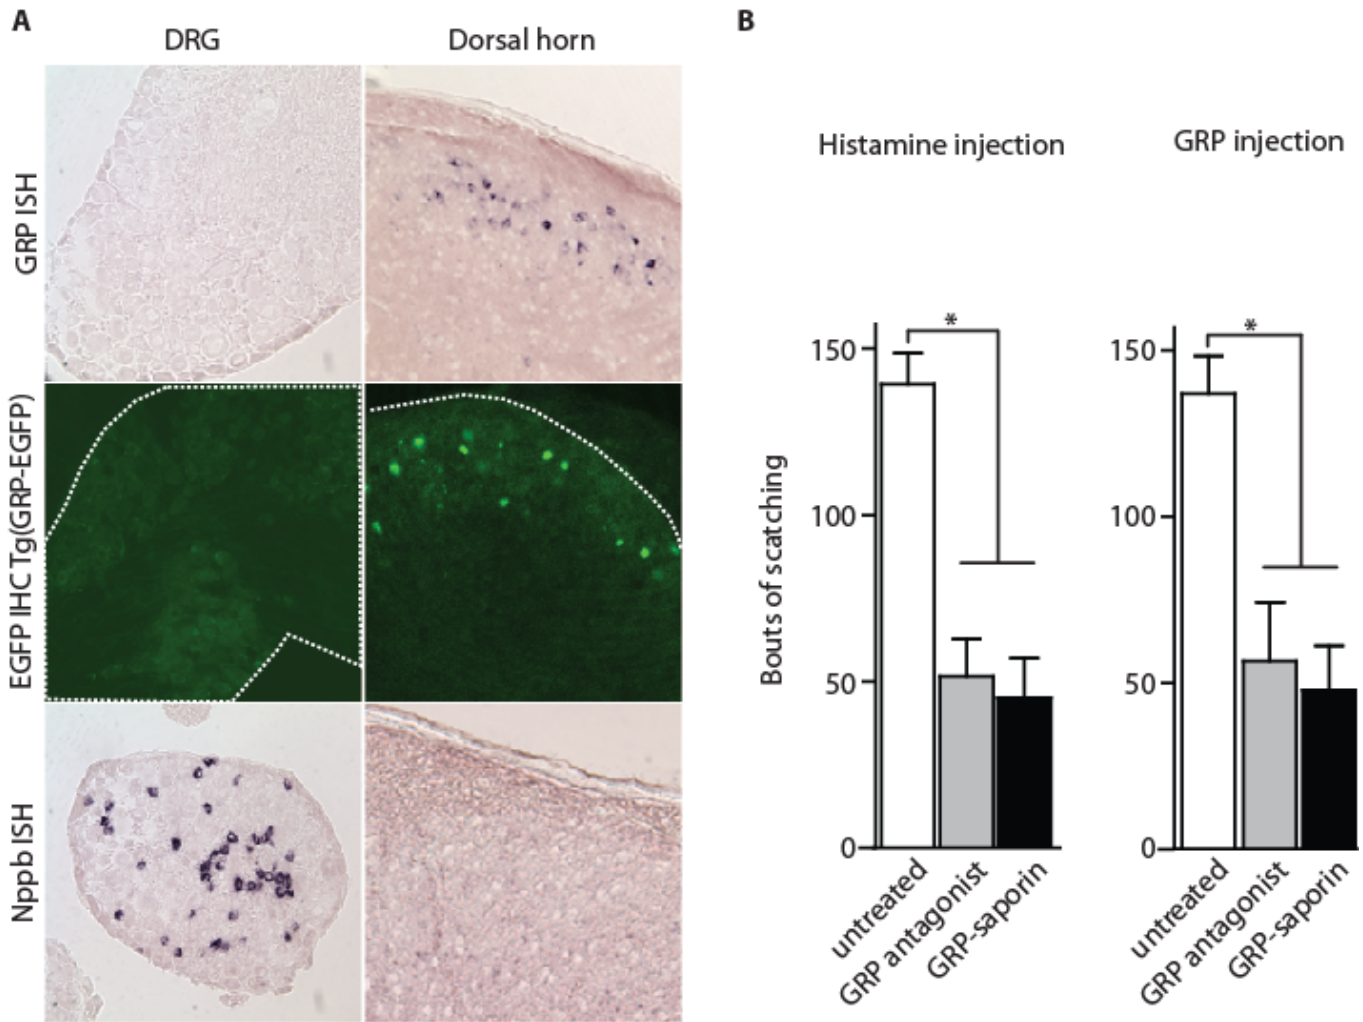 A
DRG
Dorsal horn
GRP ISH
EGFP IHC Tg(GRP-EGFP)
Nppb ISH
B
Histamine injection
GRP injection
Bouts of scatching
150
100
50
0
*
untreated
GRP antagonist
GRP-saporin
150
100
50
0
*
untreated
GRP antagonist
GRP-saporin